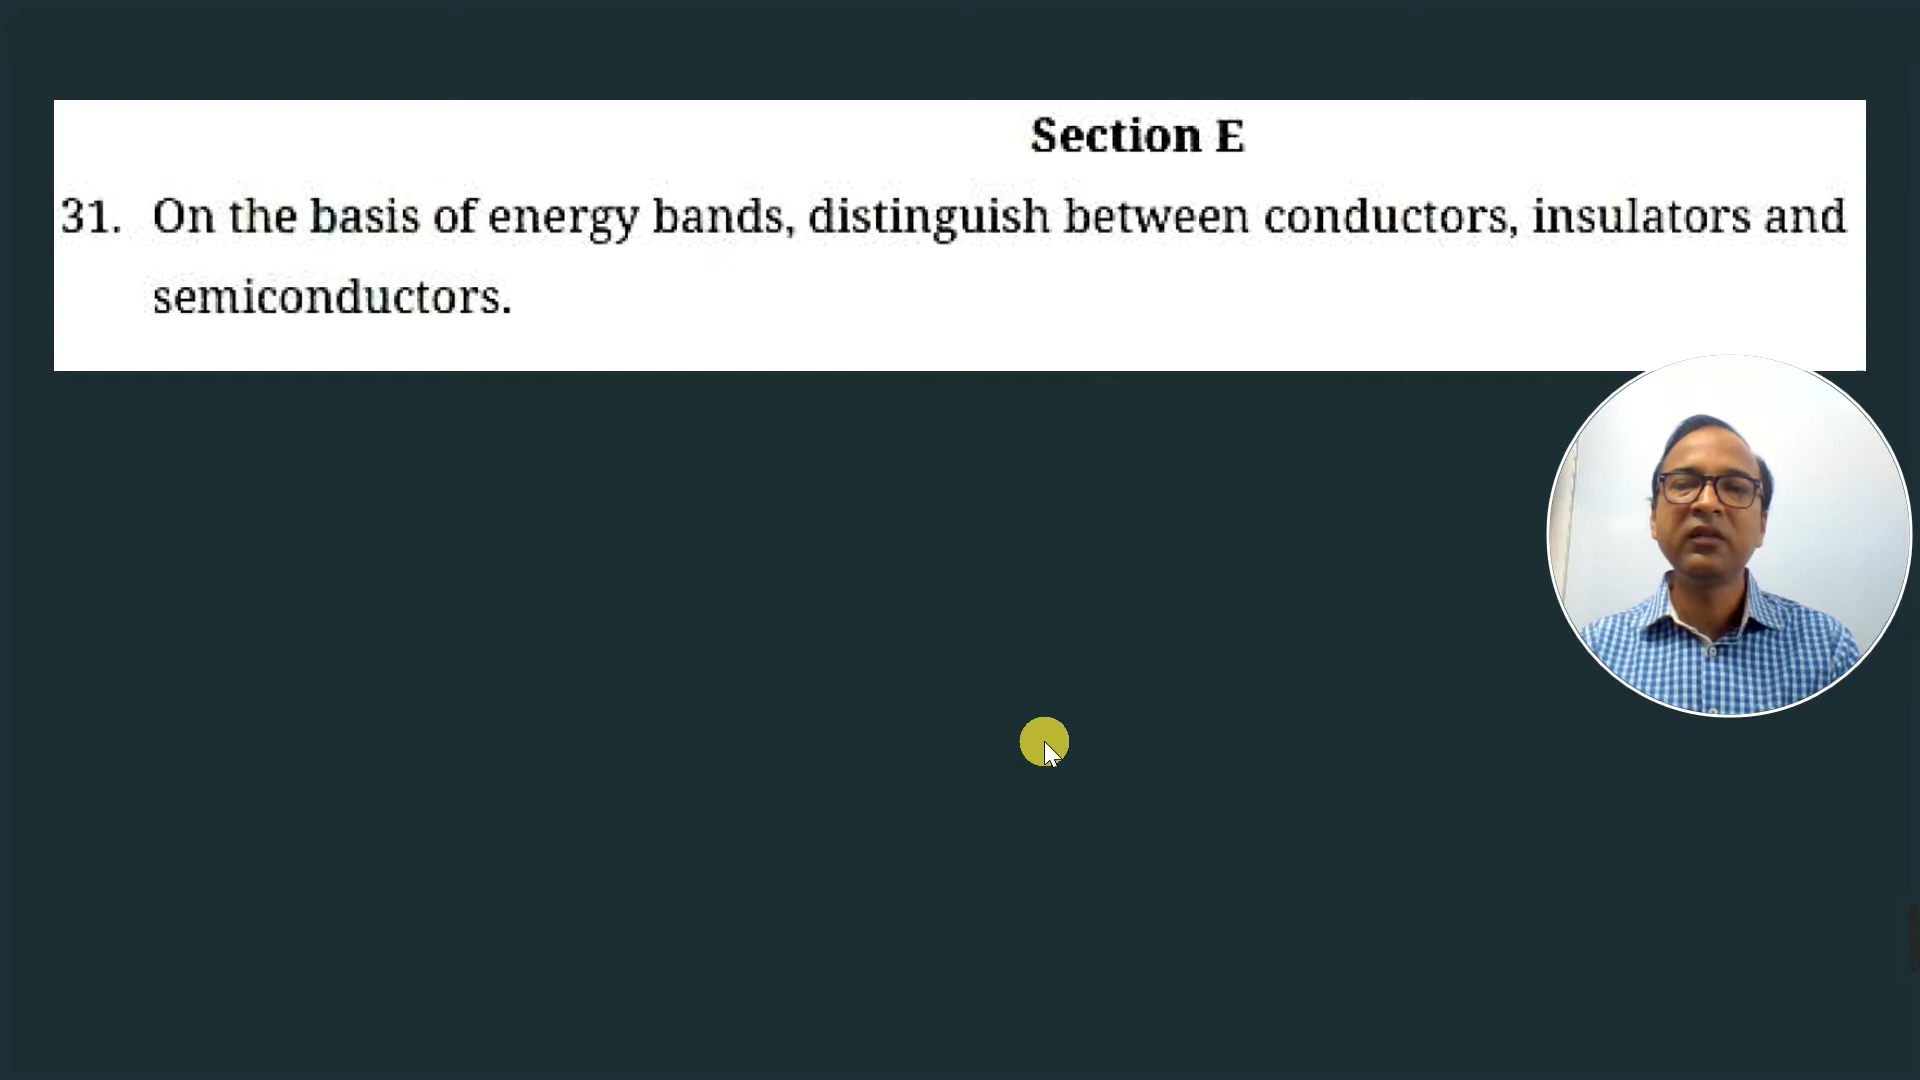 Section E
31. On the basis of energy bands, distinguish between conductors, insulators and
semiconductors.